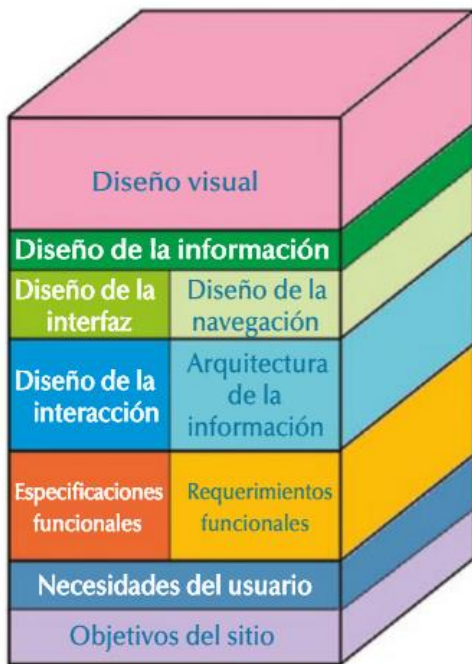 Diseño visual
Diseño de la información
Diseño de la
interfaz
Diseño de la
navegación
Diseño de la
interacción
Arquitectura
de la
información
Especificaciones
funcionales
Requerimientos
funcionales
Necesidades del usuario
Objetivos del sitio